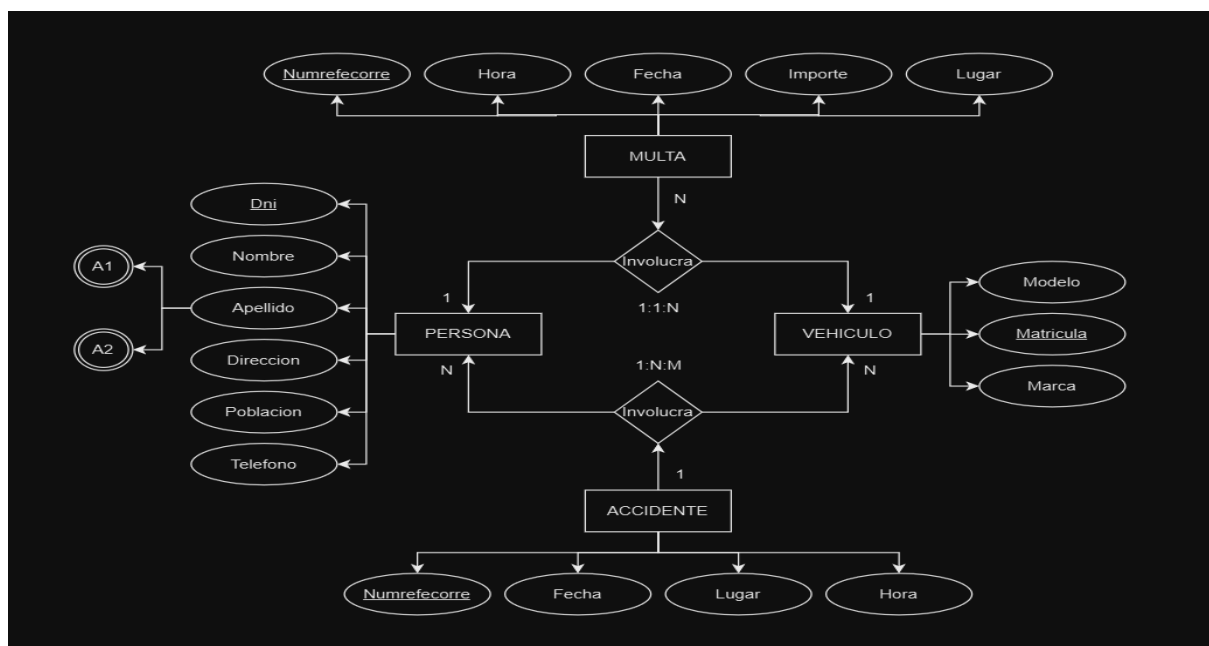 Numrefecorre
Hora
Fecha
Importe
Lugar
MULTA
N
Dni
Nombre
A1
Apellido
A2
Direccion
Poblacion
Telefono
Involucra
1
1:1:N
1
PERSONA
VEHICULO
Modelo
Matricula
Marca
N
1:N:M
N
Involucra
1
ACCIDENTE
Numrefecorre
Fecha
Lugar
Hora